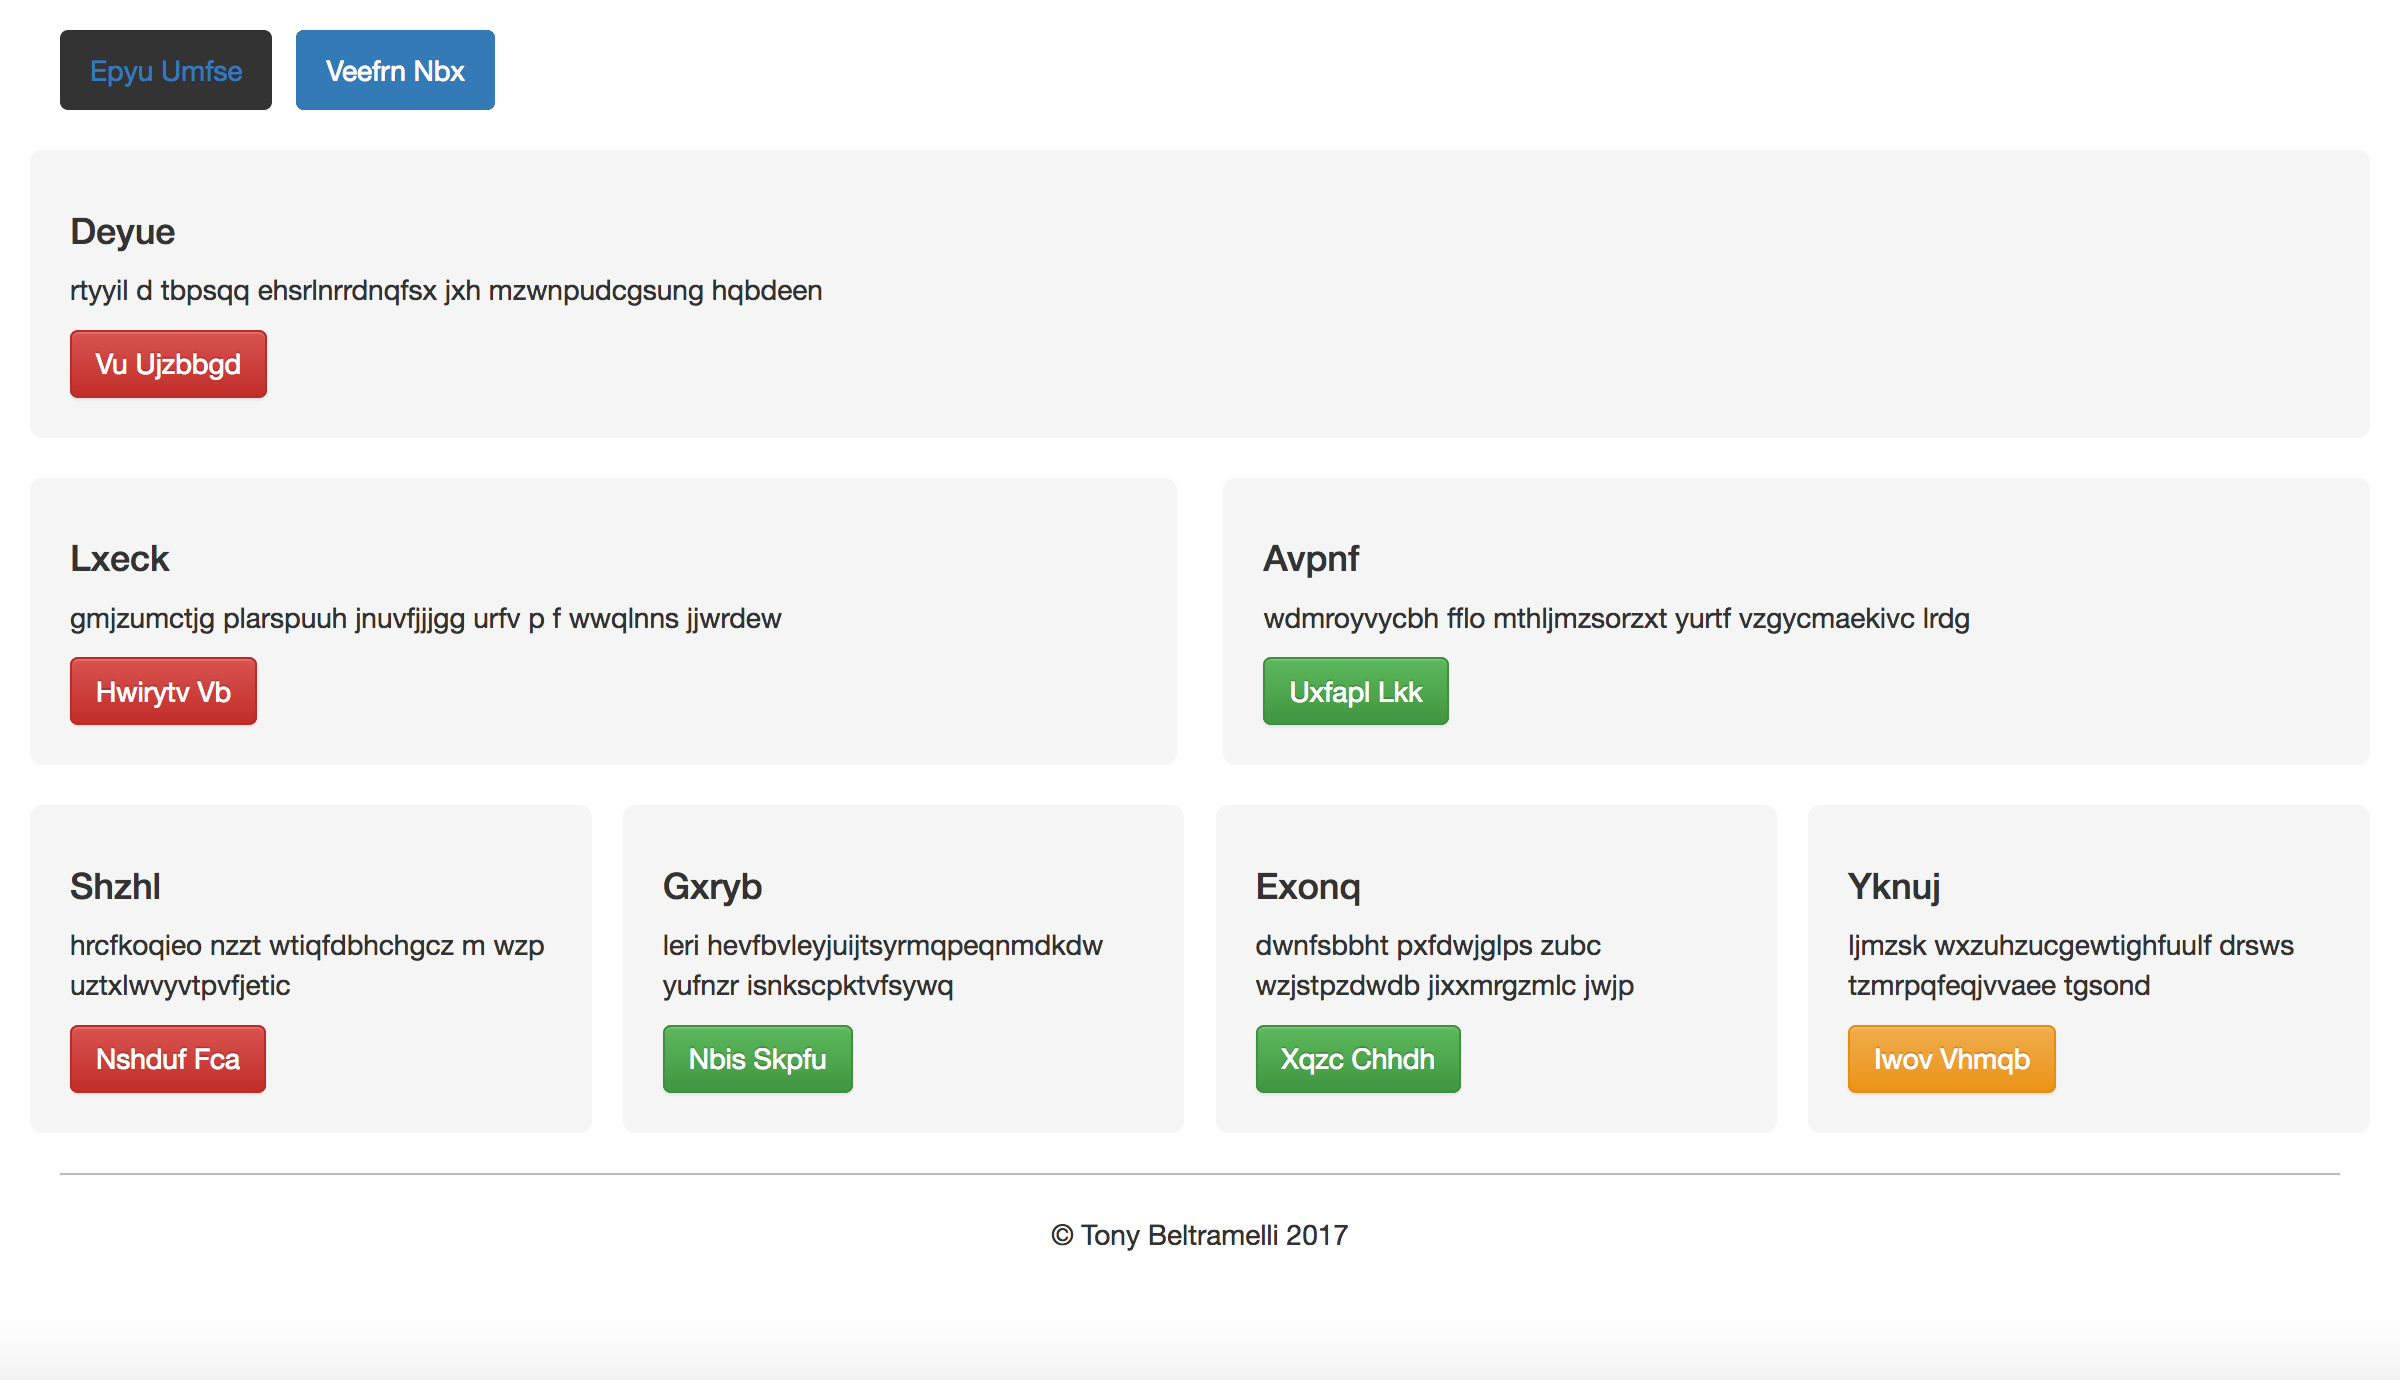 Epyu Umfse Veefrn Nbx
Deyue
rtyyil d tbpsqq ehsrlnrrdnqfsx jxh mzwnpudcgsung hqbdeen
Vu Ujzbbgd
Lxeck
gmjzumctjg plarspuuh jnuvfjjjgg urfv p f wwqlnns jjwrdew
Hwirytv Vb
Avpnf
wdmroyvycbh fflo mthljmzsorzxt yurtf vzgycmaekivc lrdg
Uxfapl Lkk
Shzhl
hrcfkoqieo nzzt wtiqfdbhchgcz m wzp
uztxlwvyvtpvfjetic
Nshduf Fca
Gxryb
leri hevfbvleyjuijtsyrmqpeqnmdkdw
yufnzr isnkscpktvfsywq
Nbis Skpfu
Exonq
dwnfsbbht pxfdwjglps zubc
wzjstpzdwdb jixxmrgzmlc jwjp
Xqzc Chhdh
Yknuj
ljmzsk wxzuhzucgewtighfuulf drsws
tzmrpqfeqjvvaee tgsond
Iwov Vhmqb
© Tony Beltramelli 2017